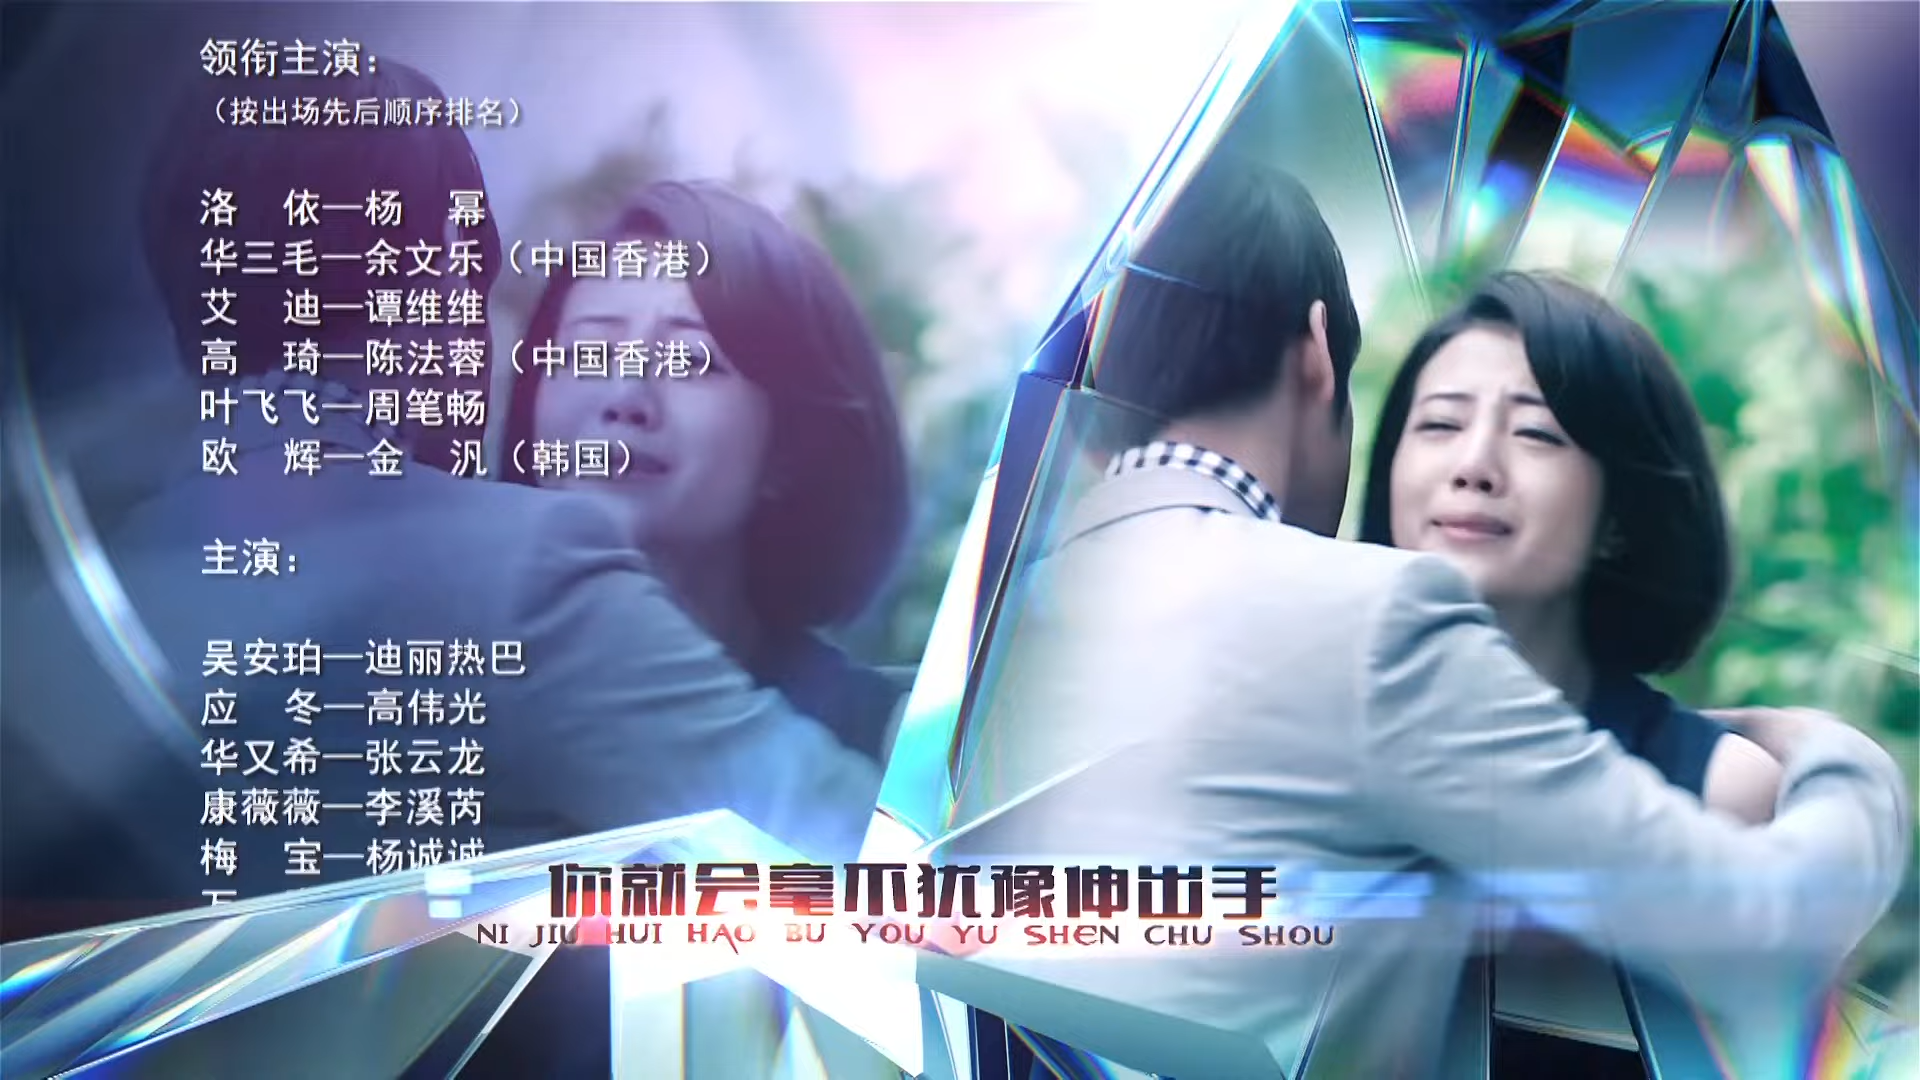 领衔主演：
（按出场先后顺序排名）
洛　依—杨　幂
华三毛—余文乐（中国香港）
艾　迪—谭维维
高　琦—陈法蓉（中国香港）
叶飞飞—周笔畅
欧　辉—金　汎（韩国）
主演：
吴安珀—迪丽热巴
应　冬—高伟光
华又希—张云龙
康薇薇—李溪芮
梅　宝—杨诚诚
你就会毫不犹豫伸出手
NI JIU HUI HAO BU YOU YU SHEN CHU SHOU